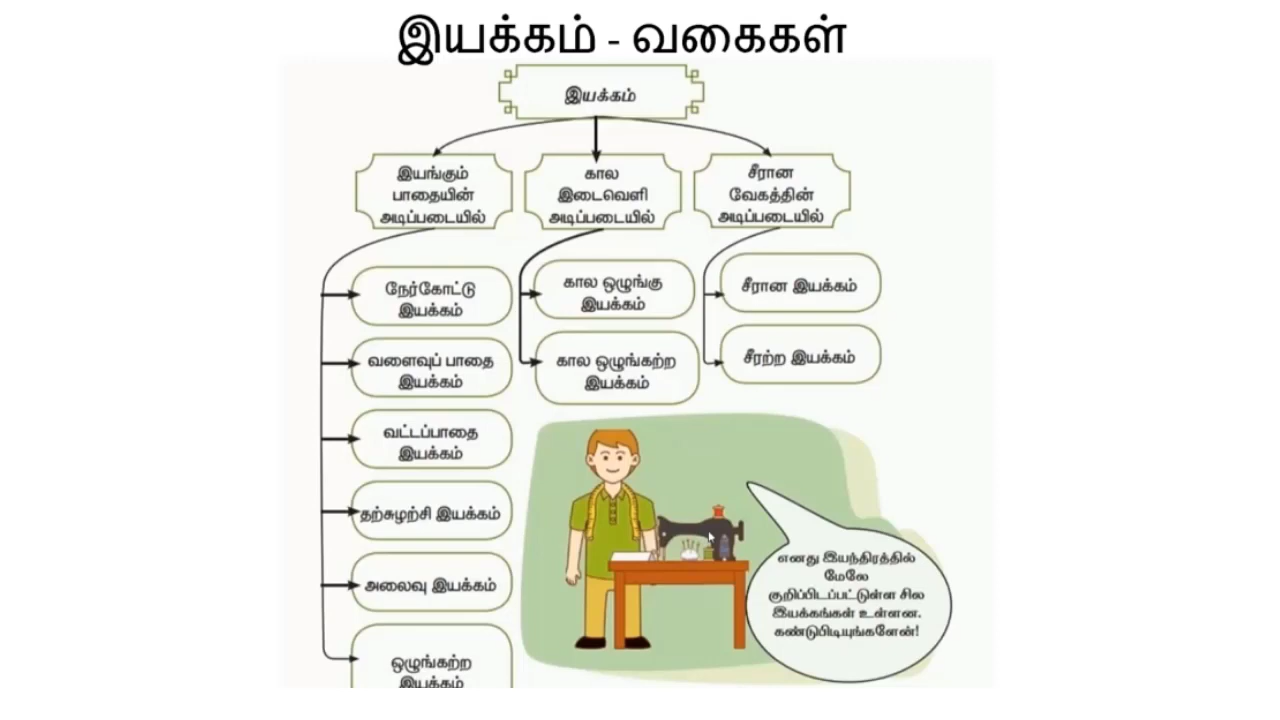 இயக்கம் - வகைகள்
இயக்கம்
இயங்கும்
பாதையின்
அடிப்படையில்
கால
இடைவெளி
அடிப்படையில்
சீரான
வேகத்தின்
அடிப்படையில்
நேர்கோட்டு
இயக்கம்
வளைவுப் பாதை
இயக்கம்
வட்டப்பாதை
இயக்கம்
தற்சுழற்சி இயக்கம்
அலைவு இயக்கம்
ஒழுங்கற்ற
இயக்கம்
கால ஒழுங்கு
இயக்கம்
கால ஒழுங்கற்ற
இயக்கம்
சீரான இயக்கம்
சீரற்ற இயக்கம்
எனது இயந்திரத்தில்
மேலே
குறிப்பிடப்பட்டுள்ள சில
இயக்கங்கள் உள்ளன.
கண்டுபிடியுங்களேன்!